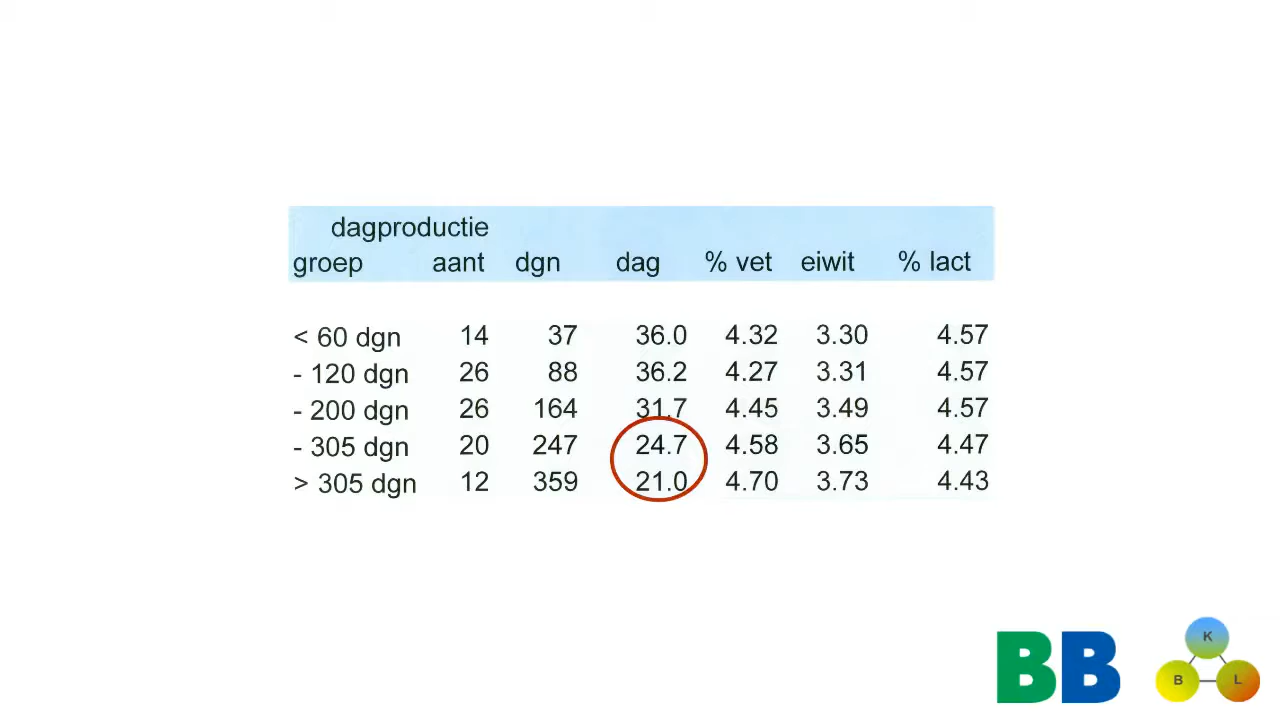 dagproductie
groep aant dgn dag % vet eiwit % lact
< 60 dgn 14 37 36.0 4.32 3.30 4.57
- 120 dgn 26 88 36.2 4.27 3.31 4.57
- 200 dgn 26 164 31.7 4.45 3.49 4.57
- 305 dgn 20 247 24.7 4.58 3.65 4.47
> 305 dgn 12 359 21.0 4.70 3.73 4.43
BB
K
B L